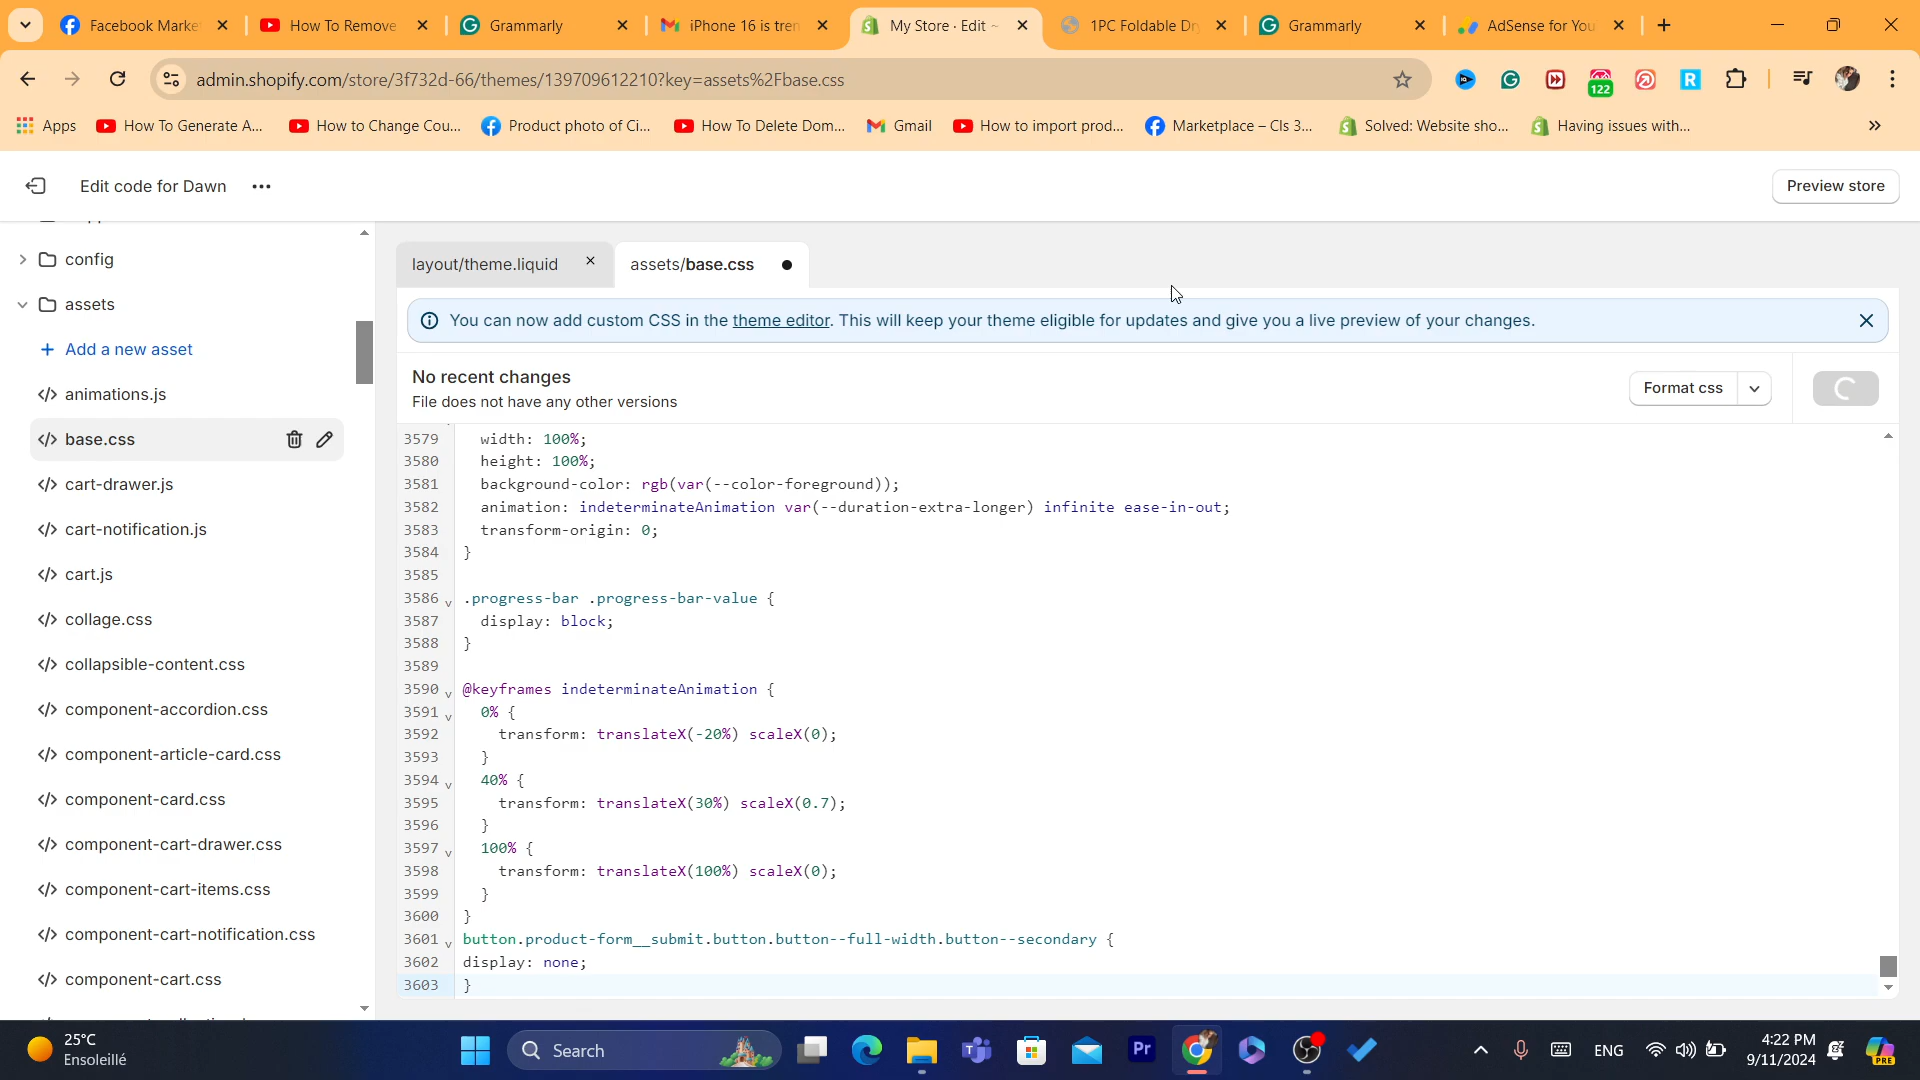 Facebook Marke
How To Remove
Grammarly
iPhone 16 is tren
My Store · Edit ~
1PC Foldable Dry
Grammarly
AdSense for You
admin.shopify.com/store/3f732d-66/themes/139709612210?key=assets%2Fbase.css
122
Apps
How To Generate A...
How to Change Cou...
Product photo of Ci...
How To Delete Dom...
Gmail
How to import prod...
Marketplace – Cls 3...
Solved: Website sho...
Having issues with...
Edit code for Dawn
Preview store
config
assets
Add a new asset
animations.js
base.css
cart-drawer.js
cart-notification.js
cart.js
collage.css
collapsible-content.css
component-accordion.css
component-article-card.css
component-card.css
component-cart-drawer.css
component-cart-items.css
component-cart-notification.css
component-cart.css
layout/theme.liquid
assets/base.css
You can now add custom CSS in the theme editor. This will keep your theme eligible for updates and give you a live preview of your changes.
No recent changes
File does not have any other versions
Format css
3579 width: 100%;
3580 height: 100%;
3581 background-color: rgb(var(--color-foreground));
3582 animation: indeterminateAnimation var(--duration-extra-longer) infinite ease-in-out;
3583 transform-origin: 0;
3584 }
3585
3586 .progress-bar .progress-bar-value {
3587 display: block;
3588 }
3589
3590 @keyframes indeterminateAnimation {
3591 0% {
3592 transform: translateX(-20%) scaleX(0);
3593 }
3594 40% {
3595 transform: translateX(30%) scaleX(0.7);
3596 }
3597 100% {
3598 transform: translateX(100%) scaleX(0);
3599 }
3600 }
3601 button.product-form__submit.button.button--full-width.button--secondary {
3602 display: none;
3603 }
25°C
Ensoleillé
Search
Pr
ENG
4:22 PM
9/11/2024
PRE